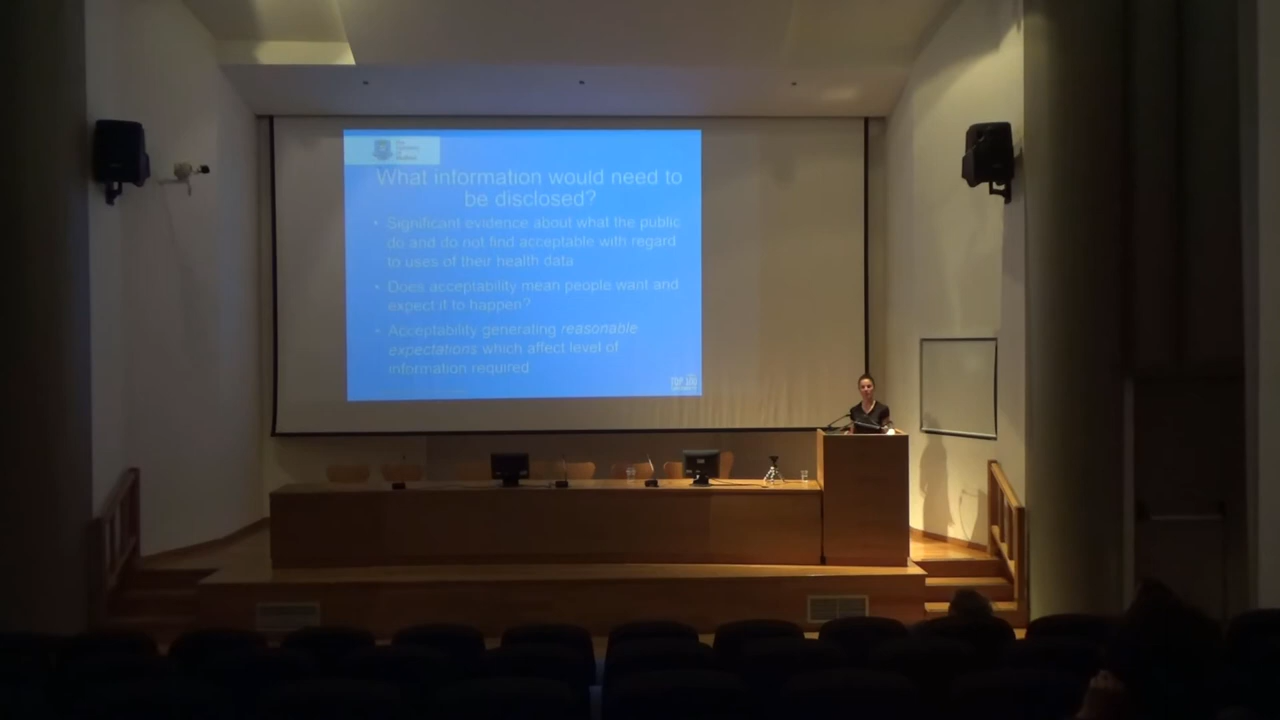 What information would need to
be disclosed?
• Significant evidence about what the public
do and do not find acceptable with regard
to uses of their health data
• Does acceptability mean people want and
expect it to happen?
• Acceptability generating reasonable
expectations which affect level of
information required
TOP 100